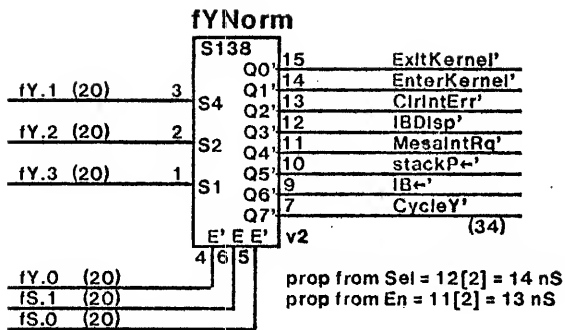 fYNorm
S138
Q0' 15 ExitKernel'
Q1' 14 EnterKernel'
fY.1 (20) 3 S4 Q2' 13 ClrIntErr'
Q3' 12 IBDisp'
fY.2 (20) 2 S2 Q4' 11 MesaIntRq'
Q5' 10 stackP←'
fY.3 (20) 1 S1 Q6' 9 IB←'
Q7' 7 CycleY'
(34)
E' E E' v2
4 6 5
fY.0 (20) prop from Sel = 12[2] = 14 nS
fS.1 (20) prop from En = 11[2] = 13 nS
fS.0 (20)